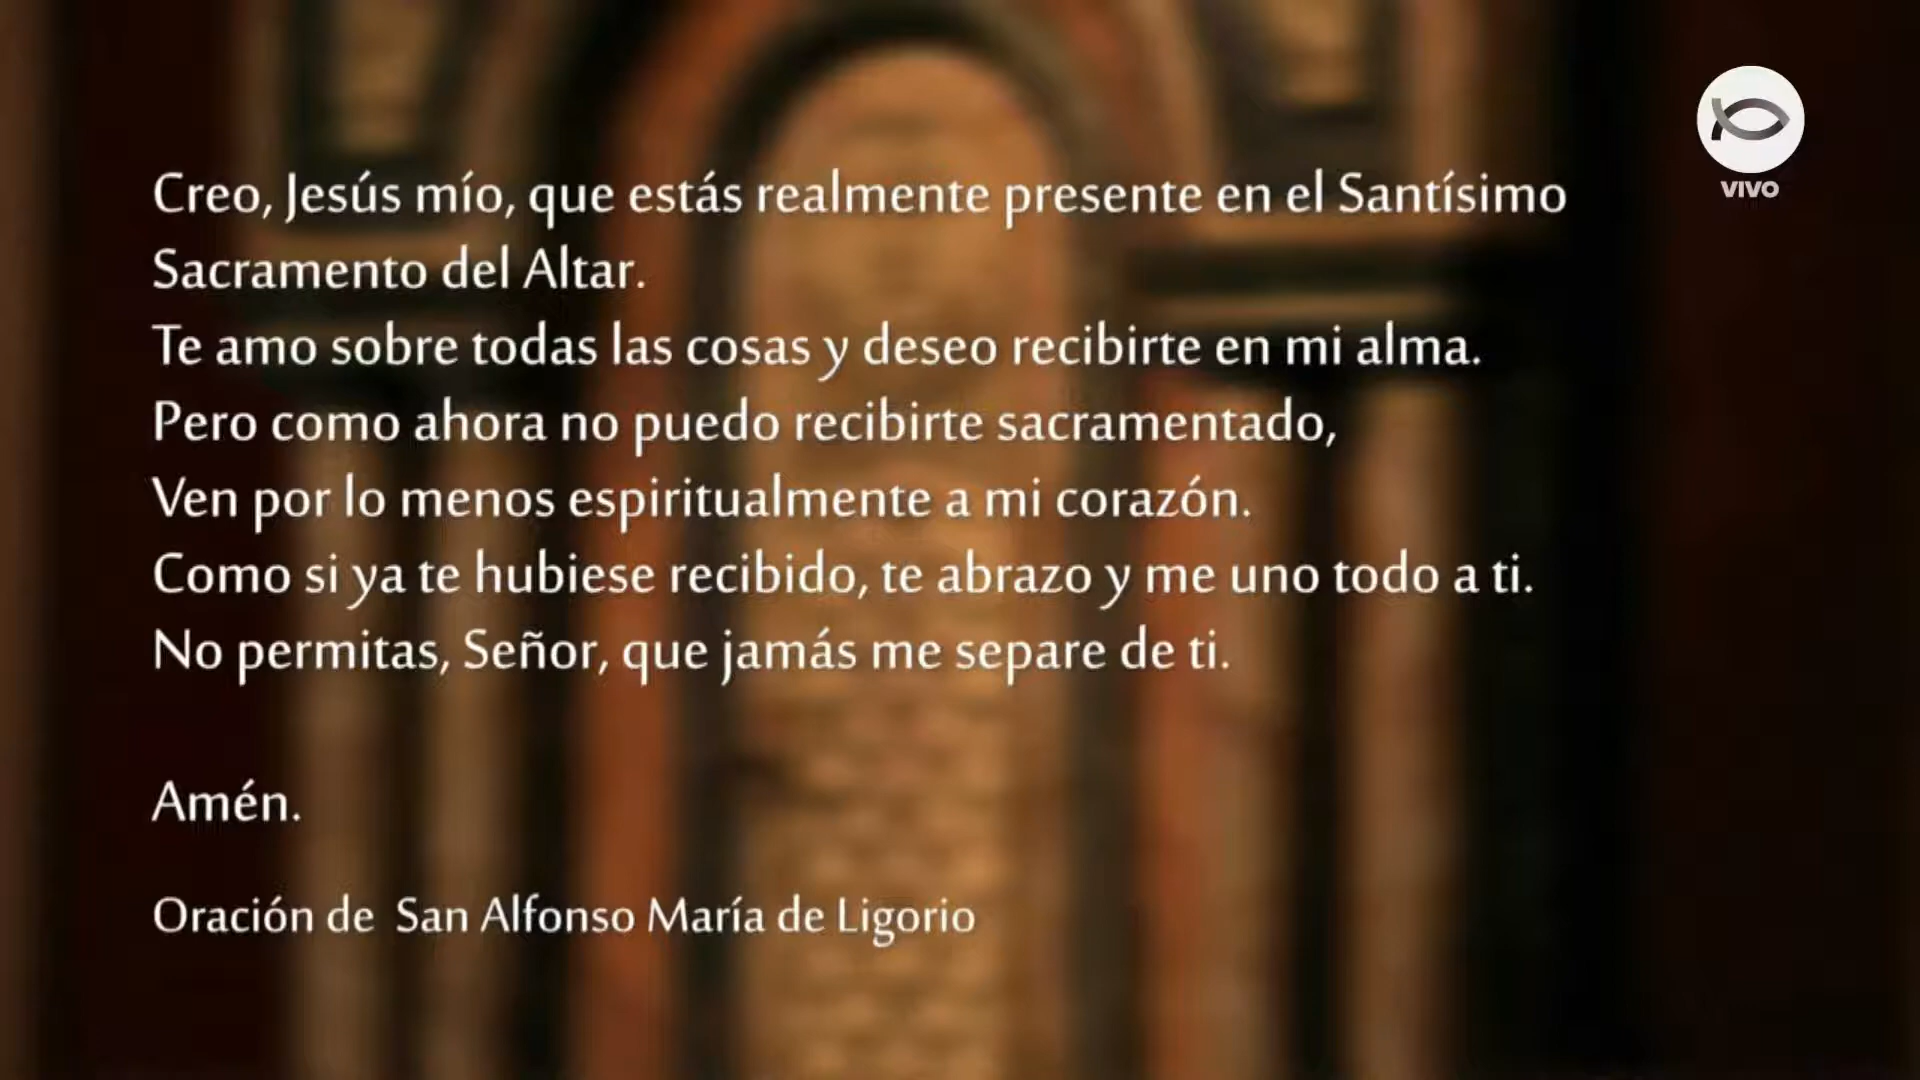 Creo, Jesús mío, que estás realmente presente en el Santísimo
Sacramento del Altar.
Te amo sobre todas las cosas y deseo recibirte en mi alma.
Pero como ahora no puedo recibirte sacramentado,
Ven por lo menos espiritualmente a mi corazón.
Como si ya te hubiese recibido, te abrazo y me uno todo a ti.
No permitas, Señor, que jamás me separe de ti.
Amén.
Oración de San Alfonso María de Ligorio
VIVO